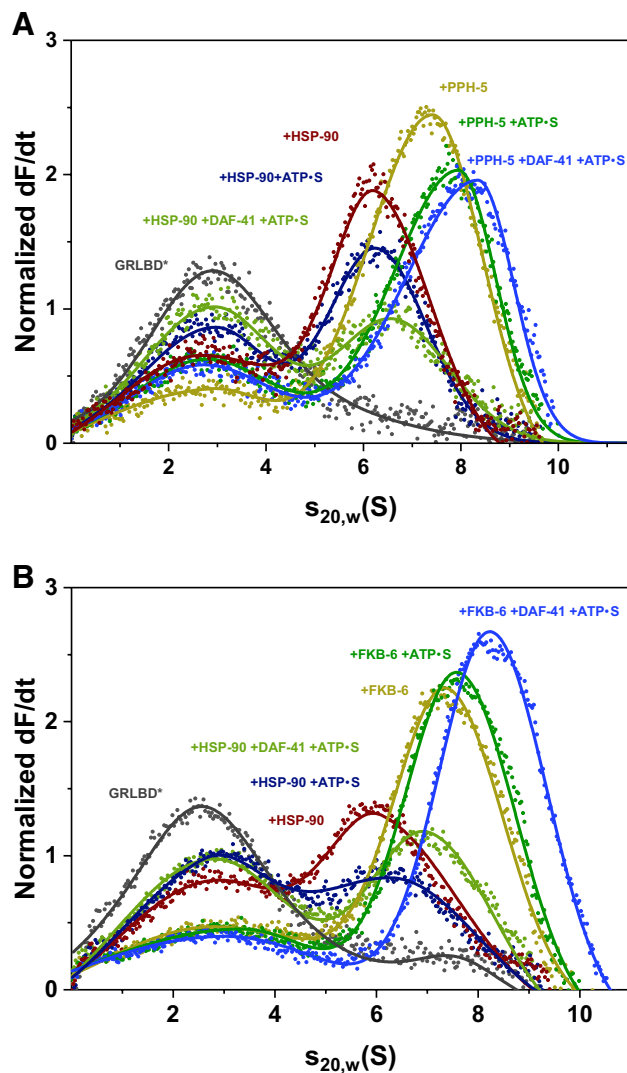 A
3
2
1
0
Normalized dF/dt
+PPH-5
+PPH-5 +ATP•S
+HSP-90
+PPH-5 +DAF-41 +ATP•S
+HSP-90+ATP•S
+HSP-90 +DAF-41 +ATP•S
GRLBD*
2 4 6 8 10
s20,w(S)
B
3
2
1
0
Normalized dF/dt
+FKB-6 +DAF-41 +ATP•S
+FKB-6 +ATP•S
+FKB-6
+HSP-90 +DAF-41 +ATP•S
+HSP-90 +ATP•S
GRLBD*
+HSP-90
2 4 6 8 10
s20,w(S)